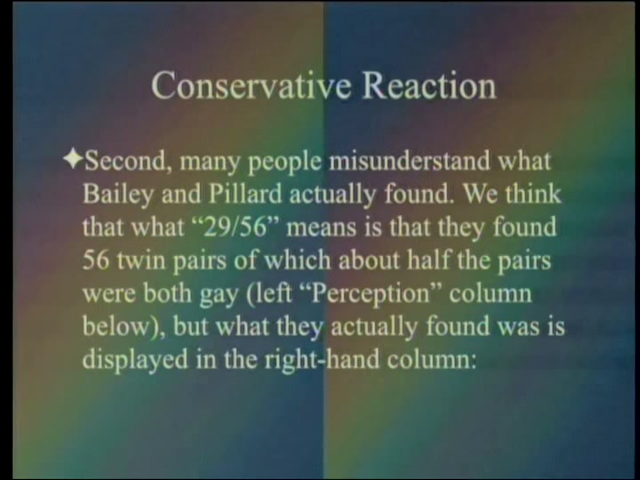 Conservative Reaction
✦Second, many people misunderstand what
Bailey and Pillard actually found. We think
that what “29/56” means is that they found
56 twin pairs of which about half the pairs
were both gay (left “Perception” column
below), but what they actually found was is
displayed in the right-hand column: